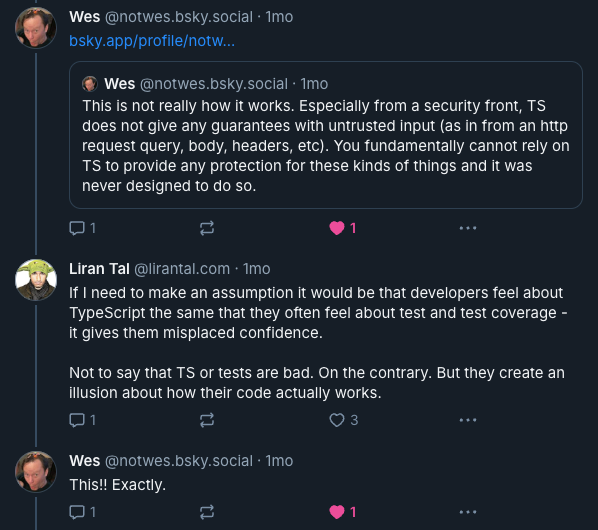 Wes @notwes.bsky.social · 1mo
bsky.app/profile/notw...
Wes @notwes.bsky.social · 1mo
This is not really how it works. Especially from a security front, TS
does not give any guarantees with untrusted input (as in from an http
request query, body, headers, etc). You fundamentally cannot rely on
TS to provide any protection for these kinds of things and it was
never designed to do so.
1 1
Liran Tal @lirantal.com · 1mo
If I need to make an assumption it would be that developers feel about
TypeScript the same that they often feel about test and test coverage -
it gives them misplaced confidence.
Not to say that TS or tests are bad. On the contrary. But they create an
illusion about how their code actually works.
1 3
Wes @notwes.bsky.social · 1mo
This!! Exactly.
1 1